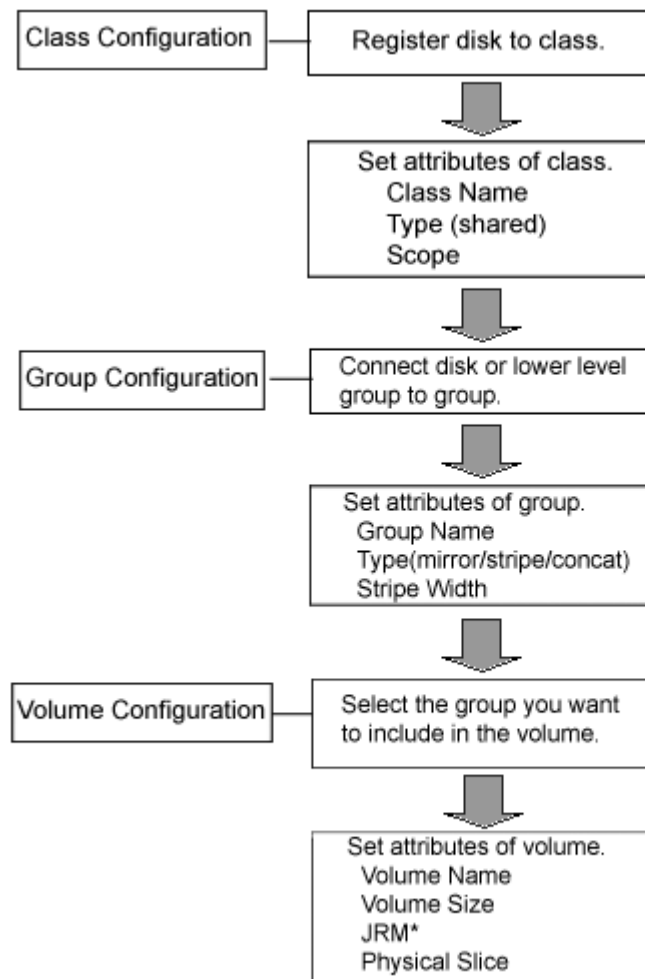 Class Configuration
Register disk to class.
Set attributes of class.
Class Name
Type (shared)
Scope
Group Configuration
Connect disk or lower level
group to group.
Set attributes of group.
Group Name
Type(mirror/stripe/concat)
Stripe Width
Volume Configuration
Select the group you want
to include in the volume.
Set attributes of volume.
Volume Name
Volume Size
JRM*
Physical Slice